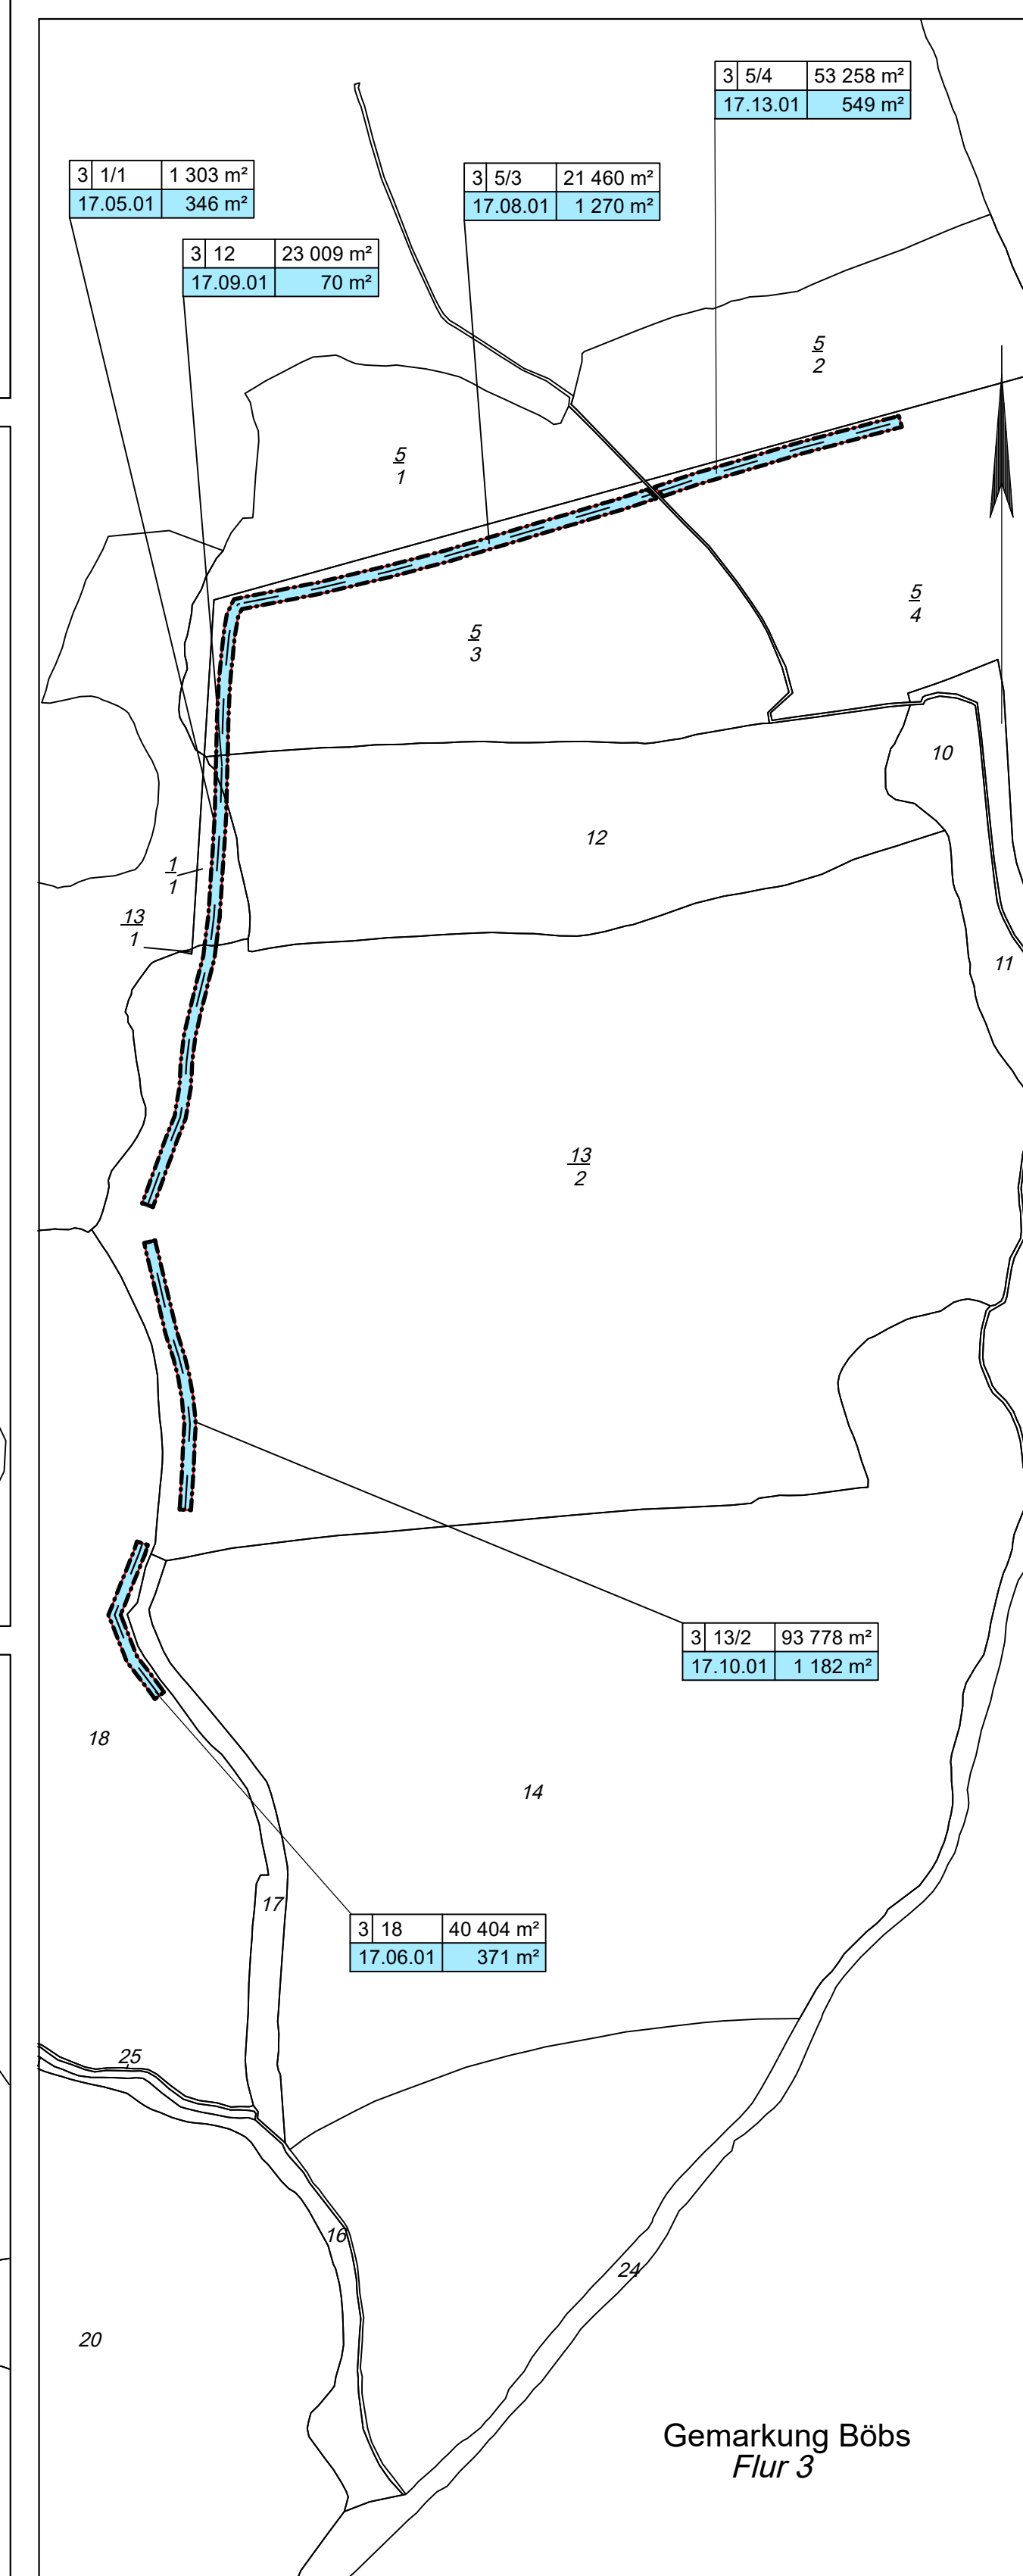 3 5/4 53 258 m²
17.13.01 549 m²
3 1/1 1 303 m²
17.05.01 346 m²
3 5/3 21 460 m²
17.08.01 1 270 m²
3 12 23 009 m²
17.09.01 70 m²
5
2
5
1
5
4
5
3
10
12
1
1
13
1
11
13
2
3 13/2 93 778 m²
17.10.01 1 182 m²
18
14
17
3 18 40 404 m²
17.06.01 371 m²
25
16
24
20
Gemarkung Böbs
Flur 3